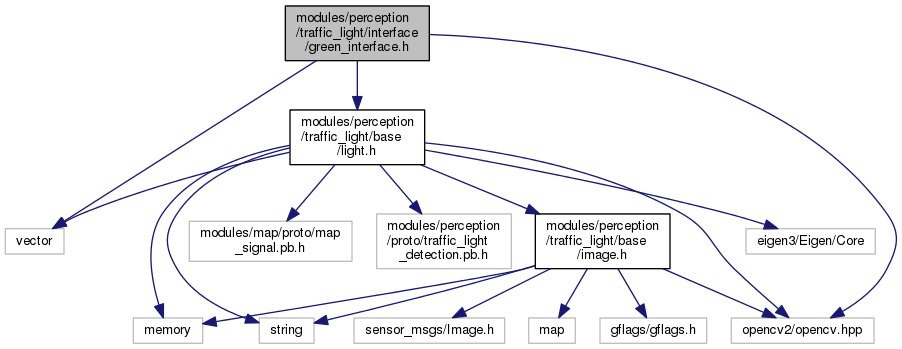 modules/perception
/traffic_light/interface
/green_interface.h
modules/perception
/traffic_light/base
/light.h
vector
modules/map/proto/map
_signal.pb.h
modules/perception
/proto/traffic_light
_detection.pb.h
modules/perception
/traffic_light/base
/image.h
eigen3/Eigen/Core
memory
string
sensor_msgs/Image.h
map
gflags/gflags.h
opencv2/opencv.hpp